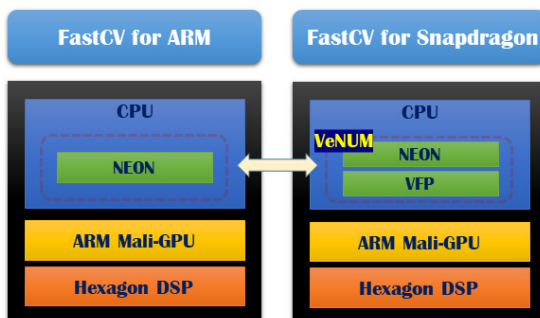 FastCV for ARM
CPU
NEON
ARM Mali-GPU
Hexagon DSP
FastCV for Snapdragon
CPU
VeNUM
NEON
VFP
ARM Mali-GPU
Hexagon DSP